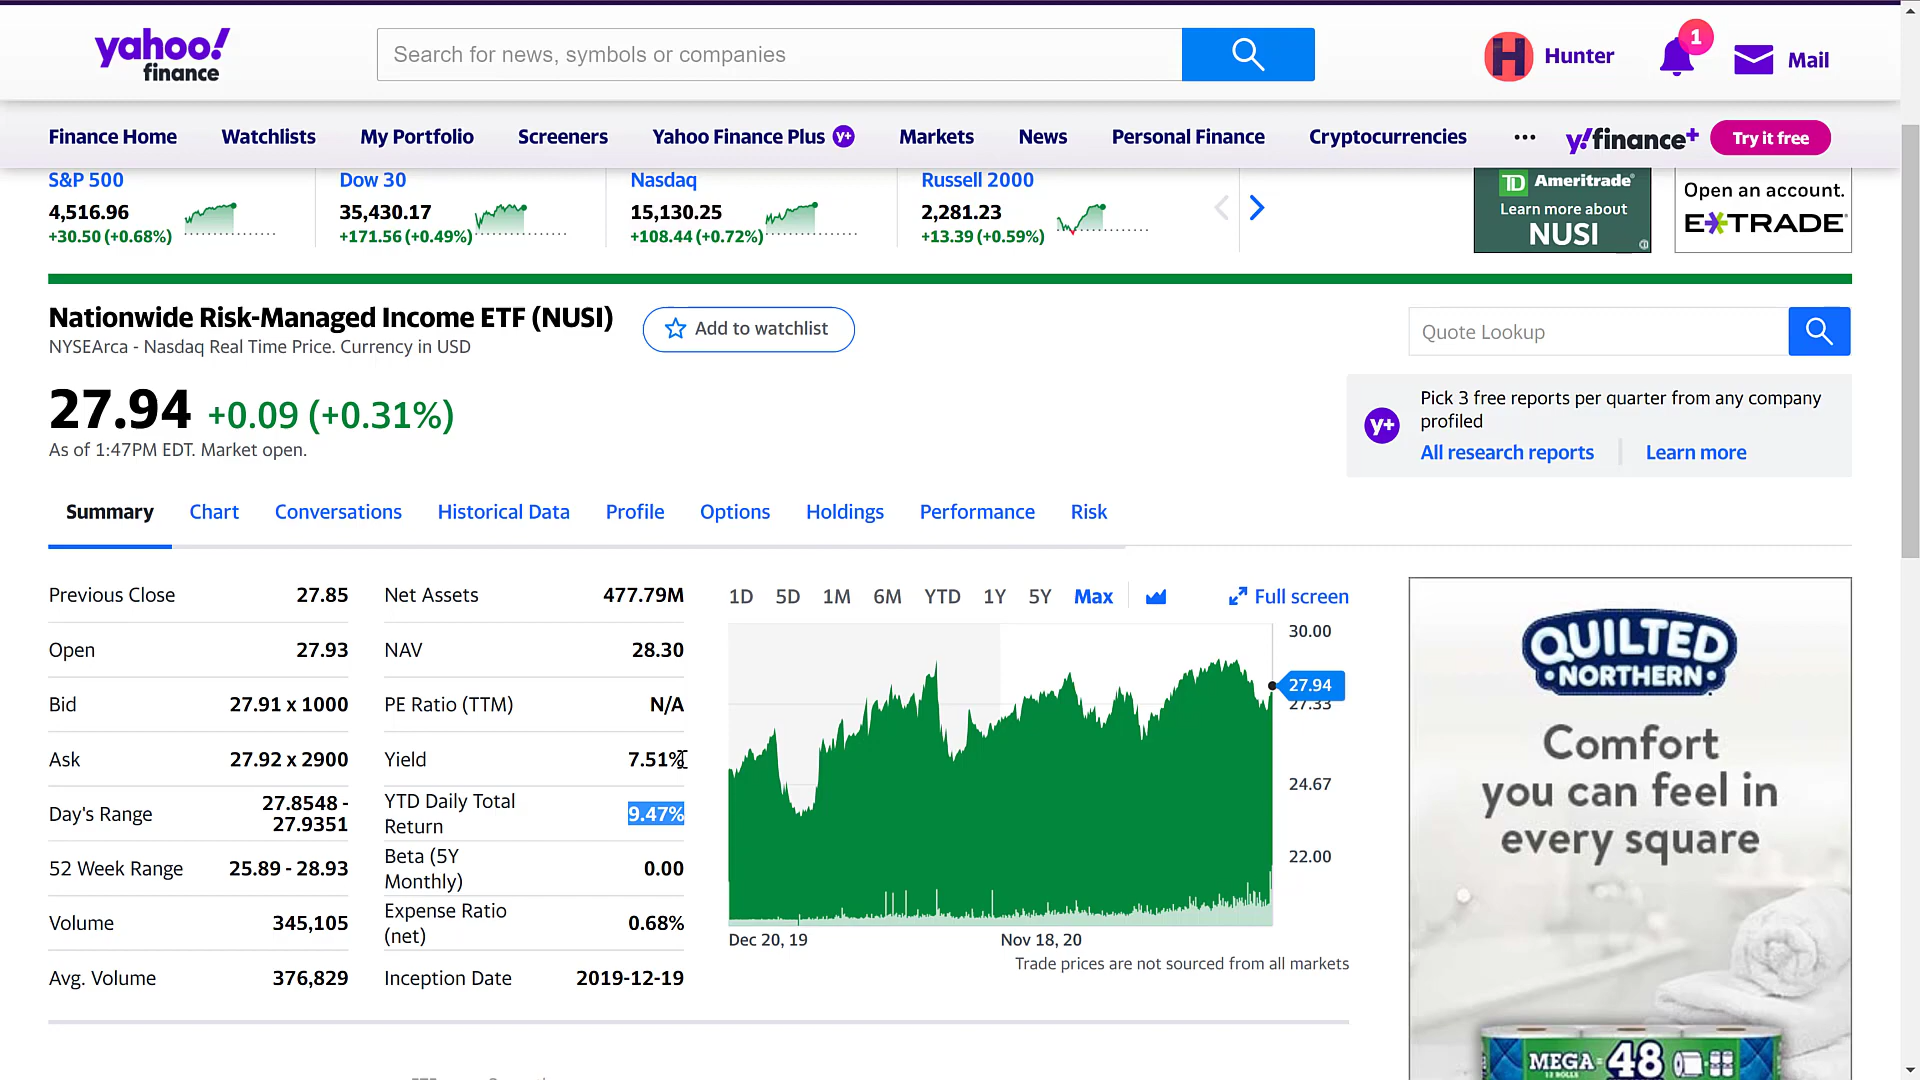 yahoo!
finance
Search for news, symbols or companies
H
Hunter
1
Mail
Finance Home
Watchlists
My Portfolio
Screeners
Yahoo Finance Plus y+
Markets
News
Personal Finance
Cryptocurrencies
...
y!finance+
Try it free
S&P 500
4,516.96
+30.50 (+0.68%)
Dow 30
35,430.17
+171.56 (+0.49%)
Nasdaq
15,130.25
+108.44 (+0.72%)
Russell 2000
2,281.23
+13.39 (+0.59%)
TD Ameritrade®
Learn more about
NUSI
Open an account.
E*TRADE®
Nationwide Risk-Managed Income ETF (NUSI)
NYSEArca - Nasdaq Real Time Price. Currency in USD
Add to watchlist
Quote Lookup
27.94 +0.09 (+0.31%)
As of 1:47PM EDT. Market open.
y+
Pick 3 free reports per quarter from any company
profiled
All research reports
Learn more
Summary
Chart
Conversations
Historical Data
Profile
Options
Holdings
Performance
Risk
Previous Close 27.85
Open 27.93
Bid 27.91 x 1000
Ask 27.92 x 2900
Day's Range 27.8548 -
27.9351
52 Week Range 25.89 - 28.93
Volume 345,105
Avg. Volume 376,829
Net Assets 477.79M
NAV 28.30
PE Ratio (TTM) N/A
Yield 7.51%
YTD Daily Total
Return 9.47%
Beta (5Y
Monthly) 0.00
Expense Ratio
(net) 0.68%
Inception Date 2019-12-19
1D 5D 1M 6M YTD 1Y 5Y Max
Full screen
30.00
27.94
27.33
24.67
22.00
Dec 20, 19
Nov 18, 20
Trade prices are not sourced from all markets
QUILTED
NORTHERN
Comfort
you can feel in
every square
MEGA
12 ROLLS
=
48